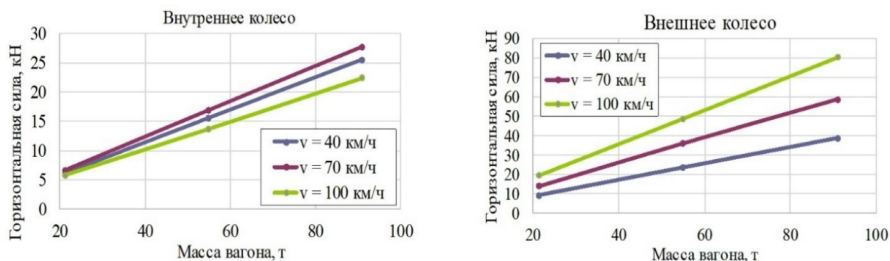 Внутреннее колесо
Горизонтальная сила, кН
30
25
20
15
10
5
0
v = 40 км/ч
v = 70 км/ч
v = 100 км/ч
20
40
60
80
100
Масса вагона, т
Внешнее колесо
Горизонтальная сила, кН
90
80
70
60
50
40
30
20
10
0
v = 40 км/ч
v = 70 км/ч
v = 100 км/ч
20
40
60
80
100
Масса вагона, т